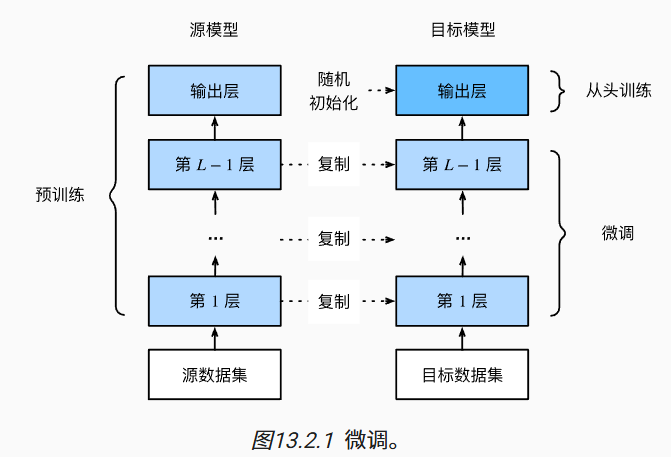 源模型
目标模型
输出层
随机
初始化
输出层
从头训练
第 L − 1 层
复制
第 L − 1 层
预训练
...
复制
...
微调
第 1 层
复制
第 1 层
源数据集
目标数据集
图13.2.1 微调。